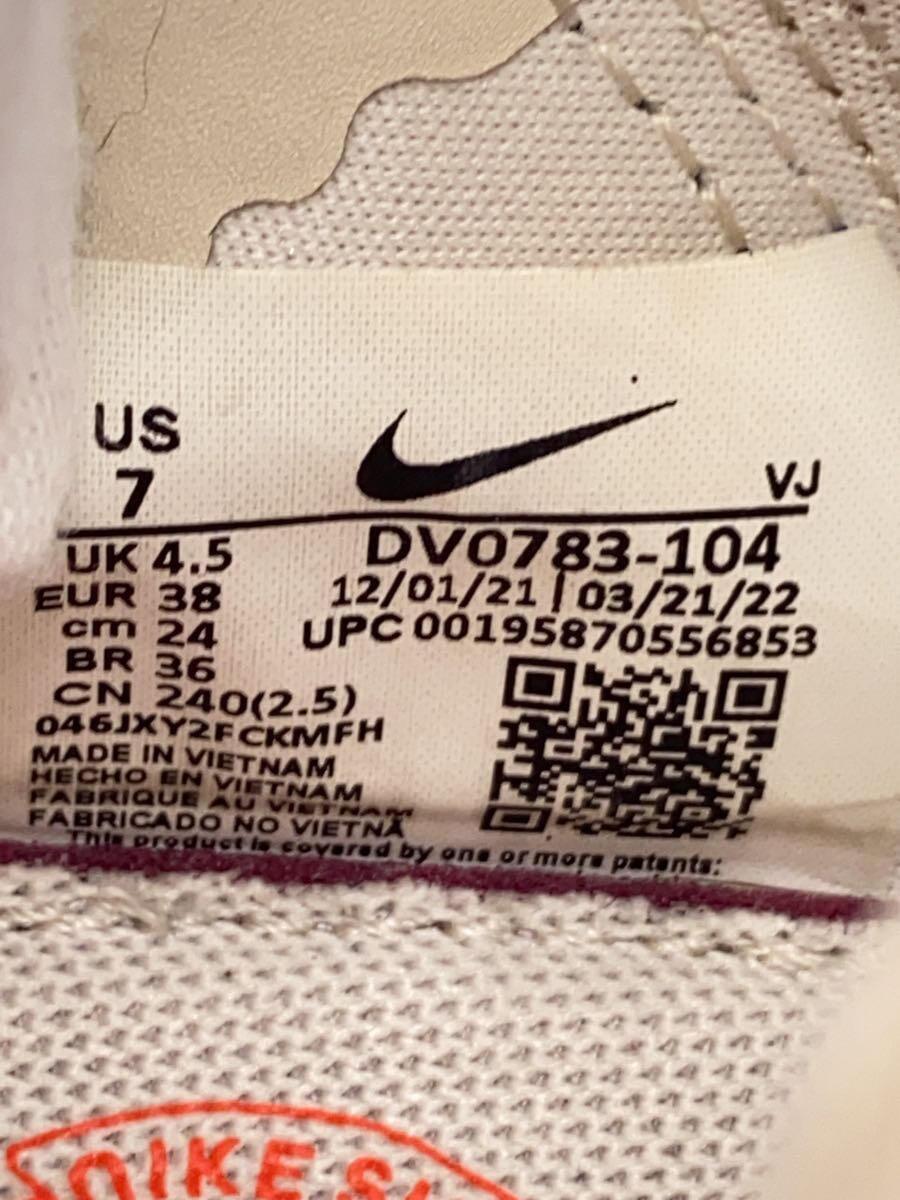 US
7
VJ
UK 4.5
EUR 38
cm 24
BR 36
CN 240(2.5)
DV0783-104
12/01/21 | 03/21/22
UPC 00195870556853
046JXY2FCKMFH
MADE IN VIETNAM
HECHO EN VIETNAM
FABRIQUE AU VIETNAM
FABRICADO NO VIETNÃ
This product is covered by one or more patents:
NIKE